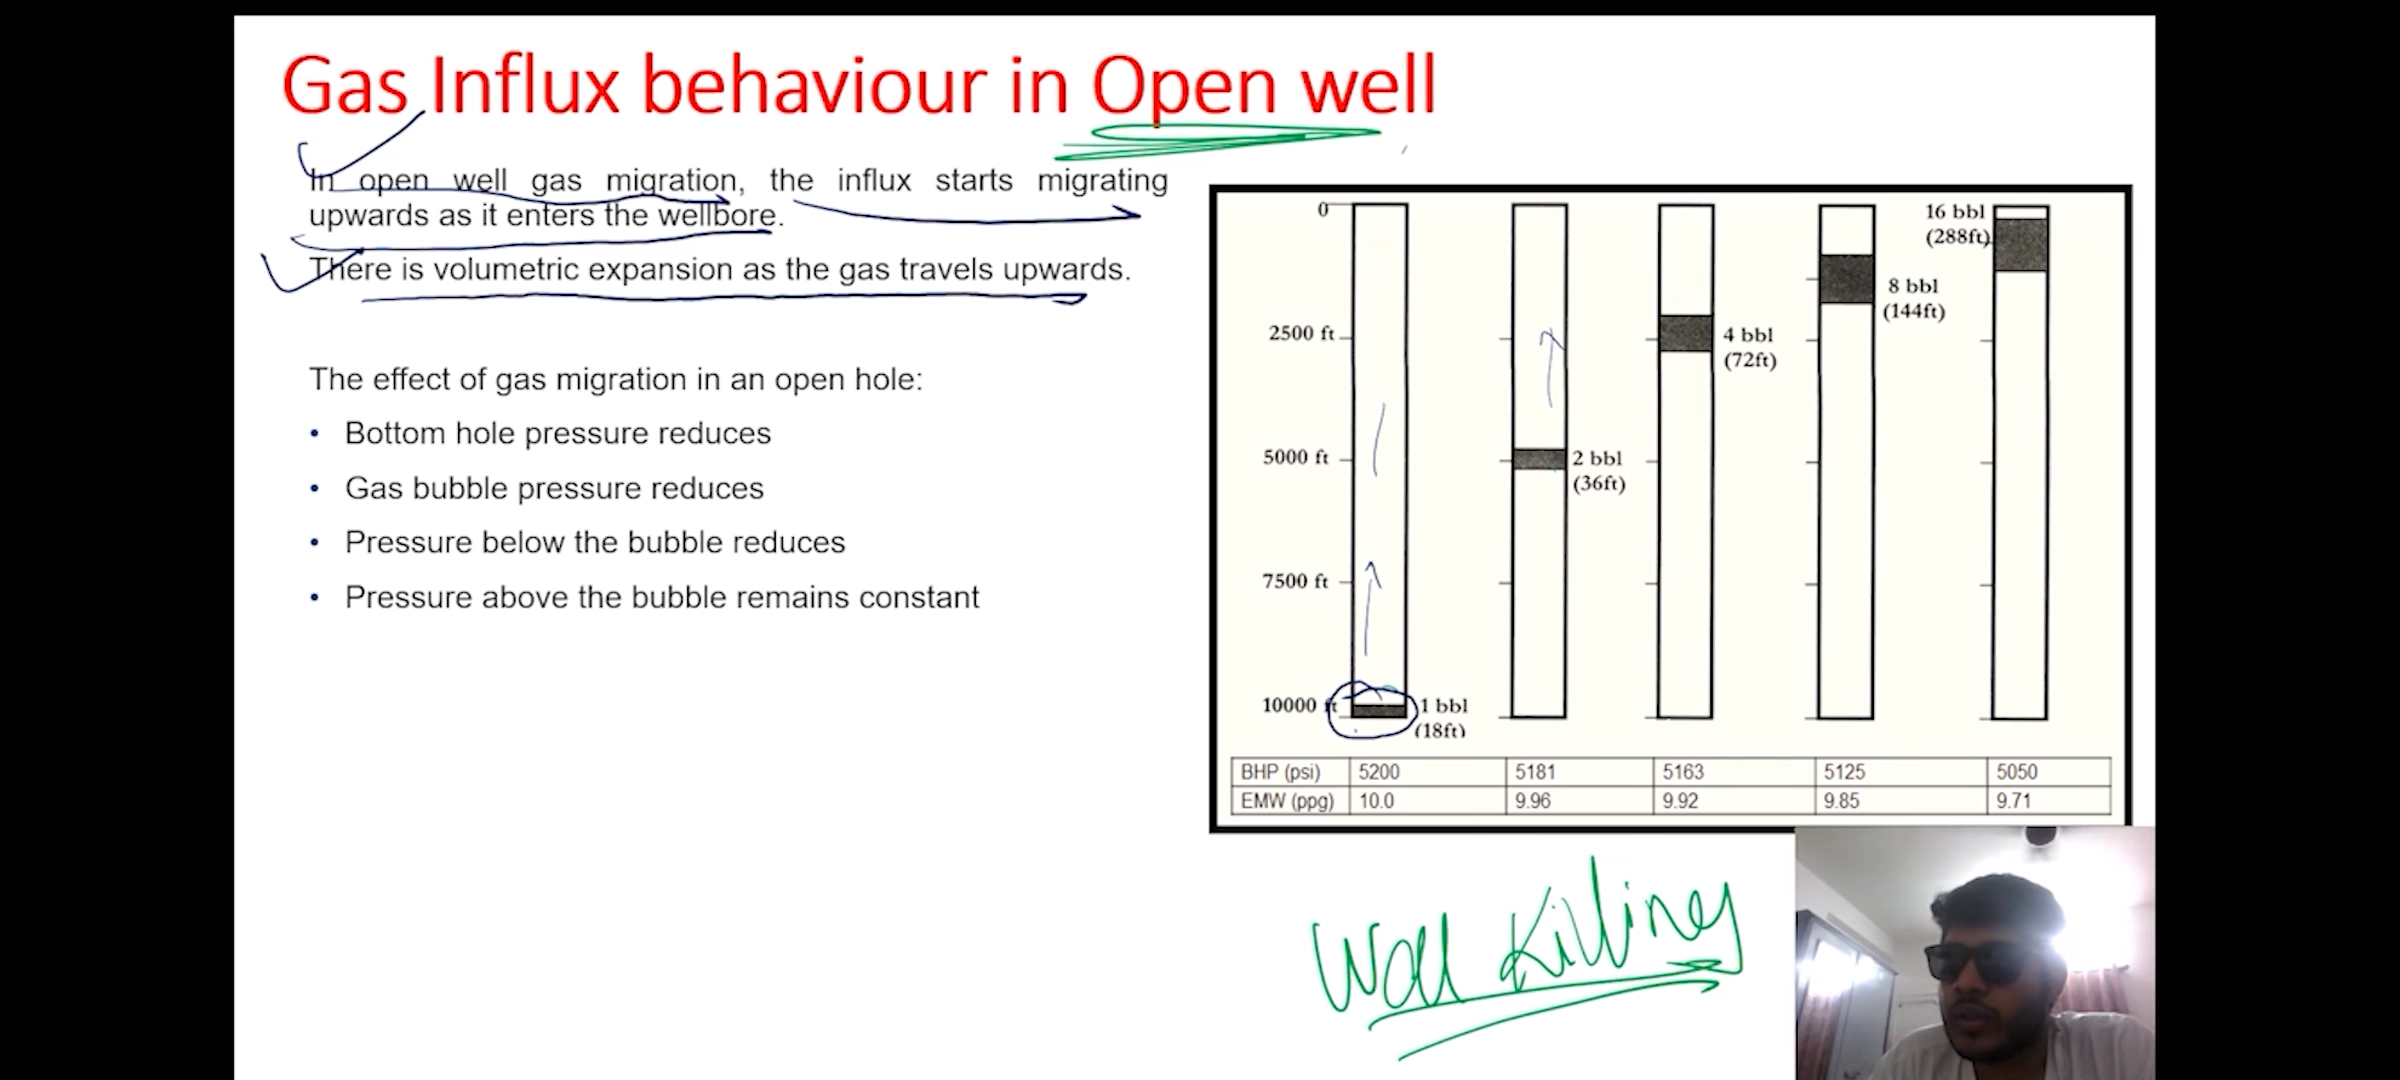 Gas Influx behaviour in Open well
In open well gas migration, the influx starts migrating
upwards as it enters the wellbore.
There is volumetric expansion as the gas travels upwards.
The effect of gas migration in an open hole:
• Bottom hole pressure reduces
• Gas bubble pressure reduces
• Pressure below the bubble reduces
• Pressure above the bubble remains constant
0
2500 ft
5000 ft
7500 ft
10000 ft
1 bbl
(18ft)
2 bbl
(36ft)
4 bbl
(72ft)
8 bbl
(144ft)
16 bbl
(288ft)
BHP (psi) 5200 5181 5163 5125 5050
EMW (ppg) 10.0 9.96 9.92 9.85 9.71
Well Killing